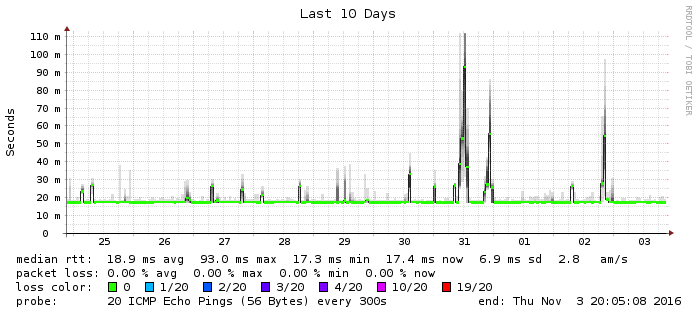 Last 10 Days
RRDTOOL / TOBI OETIKER
Seconds
110 m
100 m
90 m
80 m
70 m
60 m
50 m
40 m
30 m
20 m
10 m
0
25 26 27 28 29 30 31 01 02 03
median rtt: 18.9 ms avg 93.0 ms max 17.3 ms min 17.4 ms now 6.9 ms sd 2.8 am/s
packet loss: 0.00 % avg 0.00 % max 0.00 % min 0.00 % now
loss color: 0 1/20 2/20 3/20 4/20 10/20 19/20
probe: 20 ICMP Echo Pings (56 Bytes) every 300s end: Thu Nov 3 20:05:08 2016